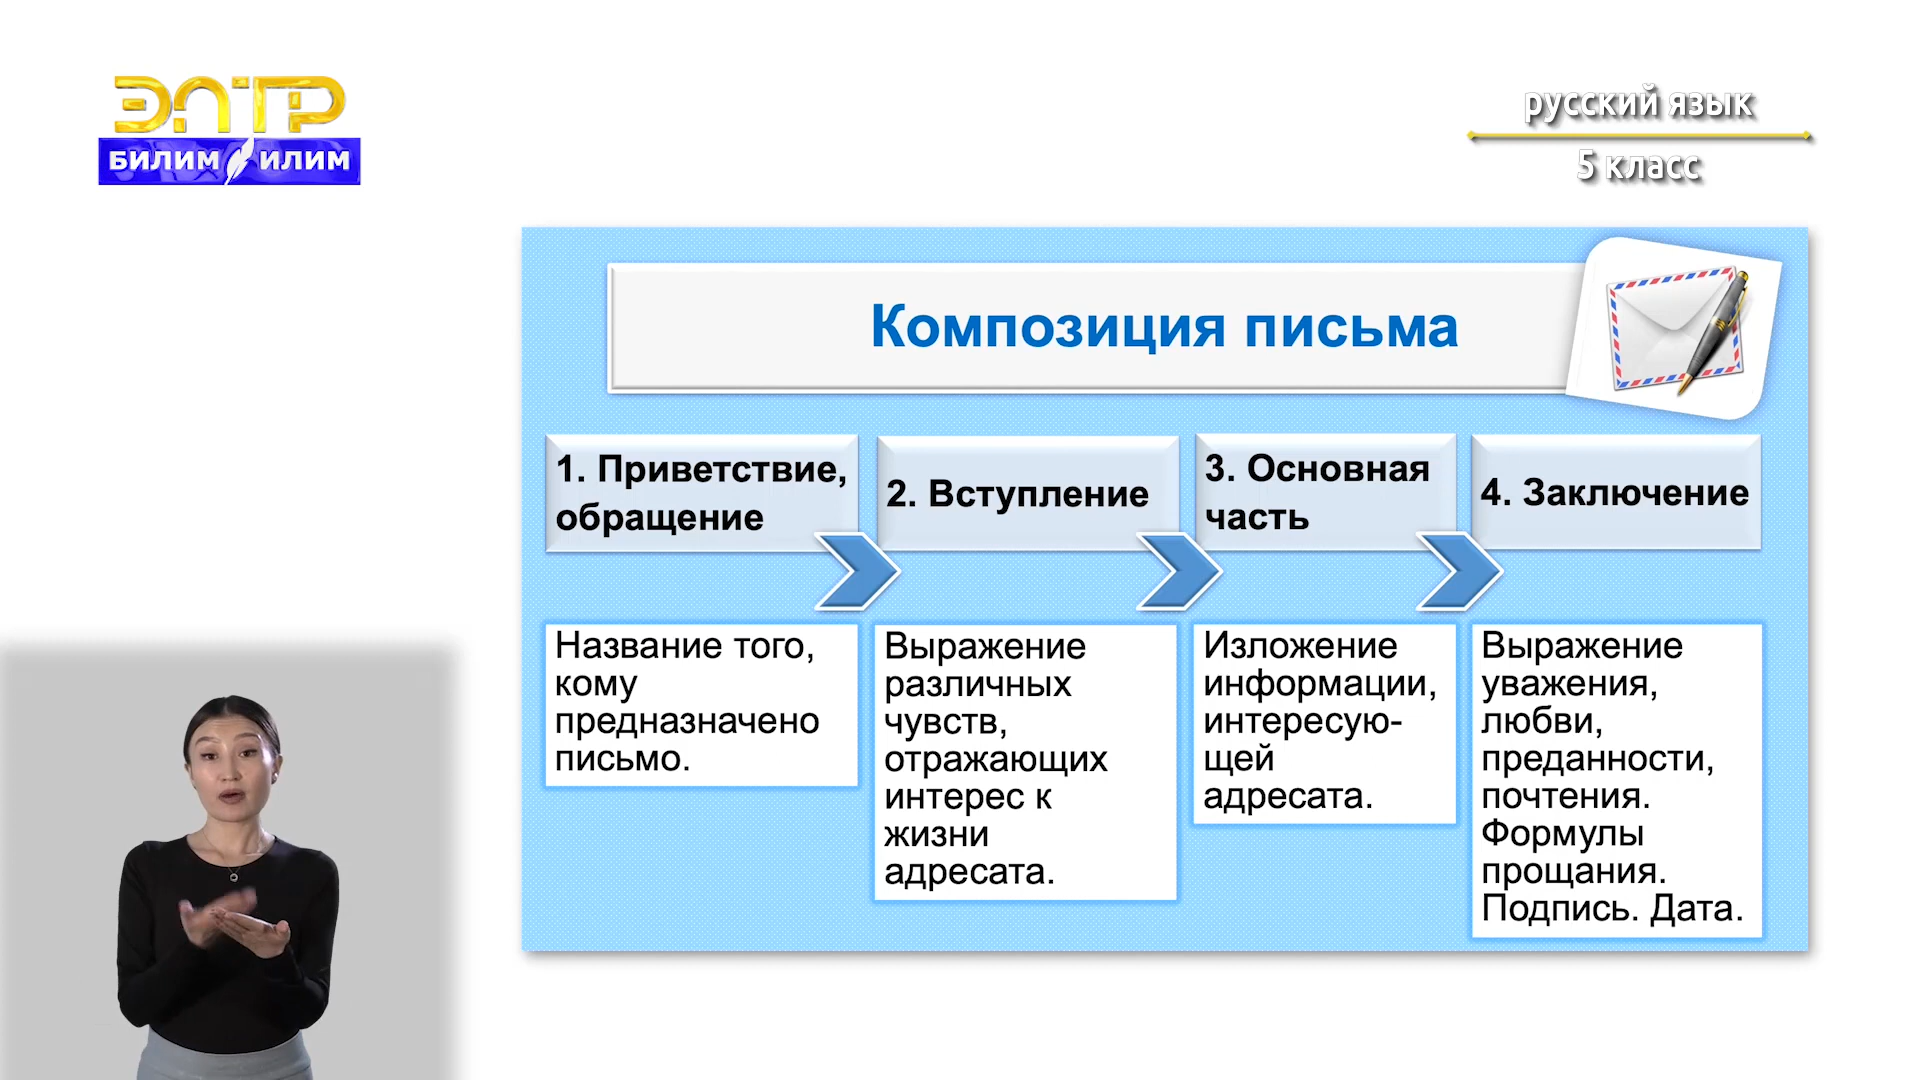 ЭЛТР
БИЛИМ ИЛИМ
русский язык
5 класс
Композиция письма
1. Приветствие,
обращение
2. Вступление
3. Основная
часть
4. Заключение
Название того,
кому
предназначено
письмо.
Выражение
различных
чувств,
отражающих
интерес к
жизни
адресата.
Изложение
информации,
интересую-
щей
адресата.
Выражение
уважения,
любви,
преданности,
почтения.
Формулы
прощания.
Подпись. Дата.